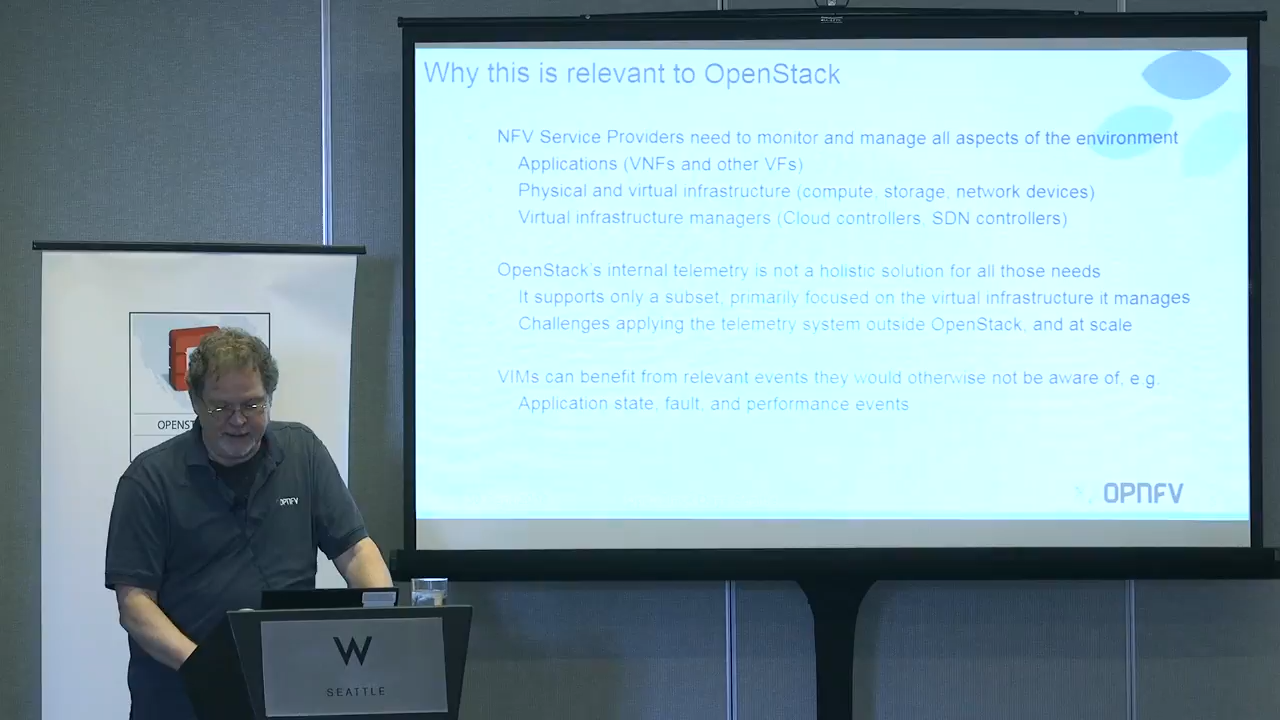 Why this is relevant to OpenStack
NFV Service Providers need to monitor and manage all aspects of the environment
Applications (VNFs and other VFs)
Physical and virtual infrastructure (compute, storage, network devices)
Virtual infrastructure managers (Cloud controllers, SDN controllers)
OpenStack's internal telemetry is not a holistic solution for all those needs
It supports only a subset, primarily focused on the virtual infrastructure it manages
Challenges applying the telemetry system outside OpenStack, and at scale
VIMs can benefit from relevant events they would otherwise not be aware of, e.g.
Application state, fault, and performance events
OPNFV
OPENST
OPNFV
W
SEATTLE